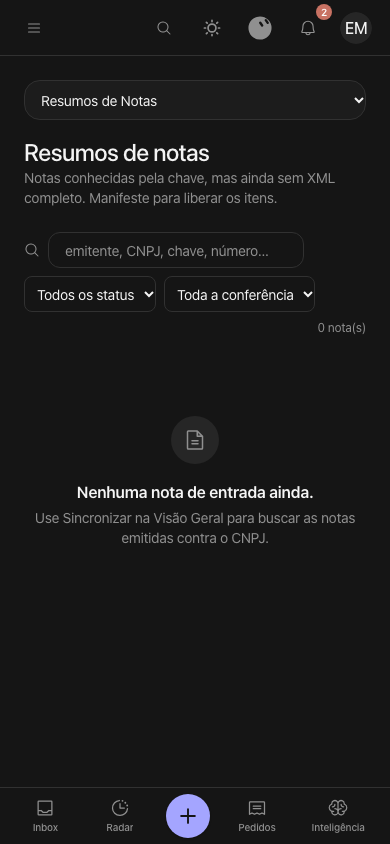 2
EM
Resumos de Notas
Resumos de notas
Notas conhecidas pela chave, mas ainda sem XML
completo. Manifeste para liberar os itens.
emitente, CNPJ, chave, número...
Todos os status
Toda a conferência
0 nota(s)
Nenhuma nota de entrada ainda.
Use Sincronizar na Visão Geral para buscar as notas
emitidas contra o CNPJ.
Inbox
Radar
Pedidos
Inteligência